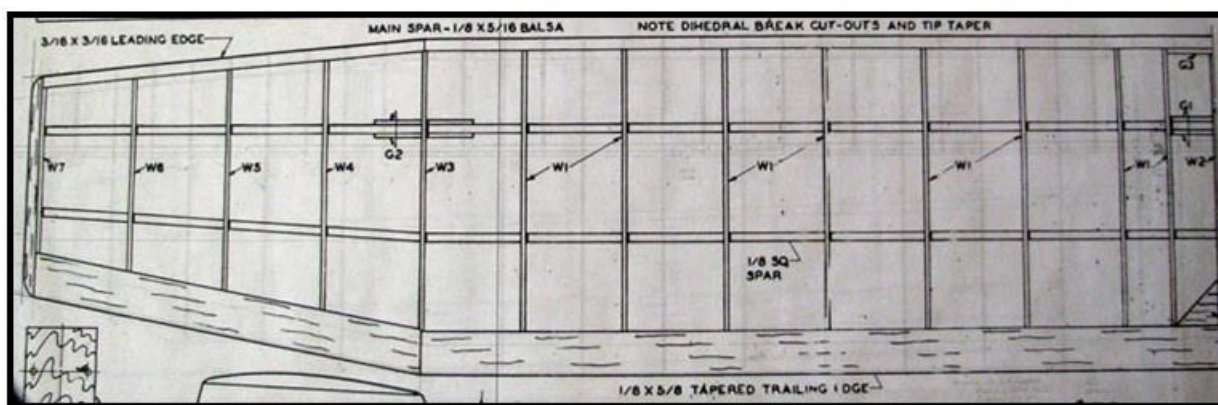 MAIN SPAR-1/8 X 5/16 BALSA
NOTE DIHEDRAL BREAK CUT-OUTS AND TIP TAPER
3/16 X 3/16 LEADING EDGE
G3
G1
G2
W7
W6
W5
W4
W3
W1
W1
W1
W1
W2
1/8 SQ
SPAR
1/8 X 5/8 TAPERED TRAILING EDGE